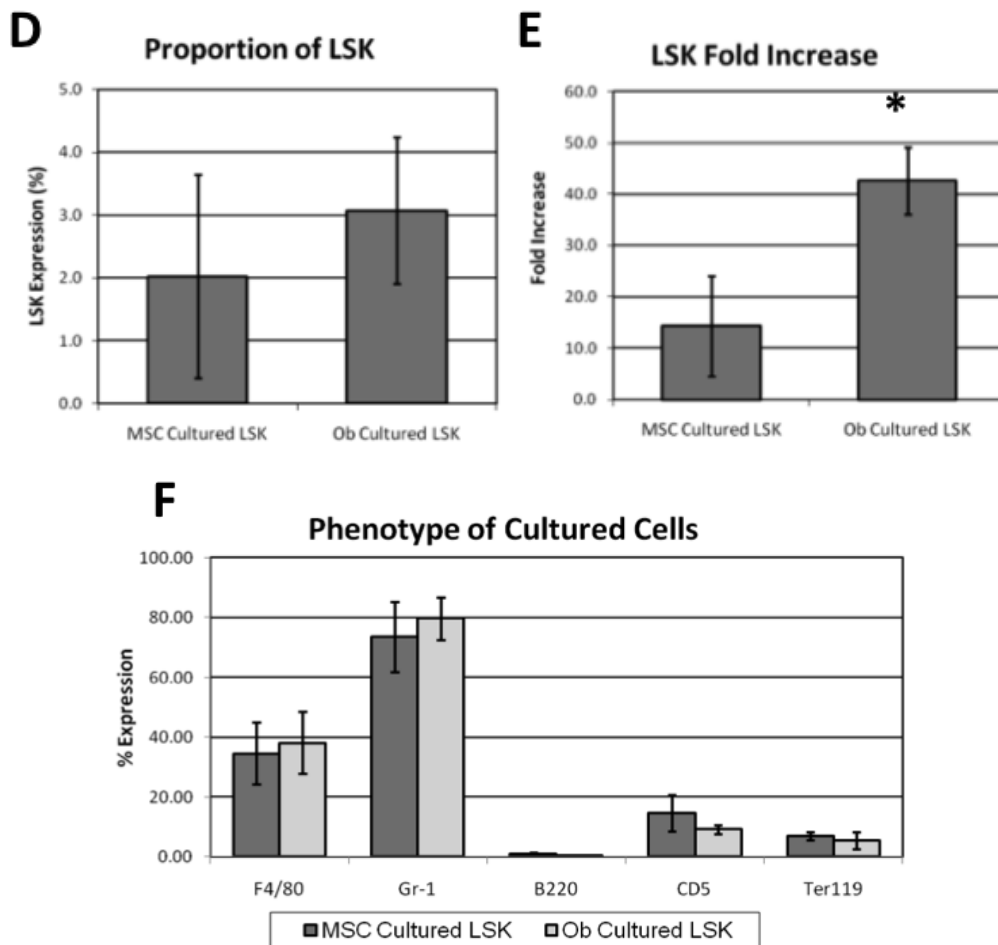 D
Proportion of LSK
LSK Expression (%)
5.0
4.0
3.0
2.0
1.0
0.0
MSC Cultured LSK Ob Cultured LSK
E
LSK Fold Increase
Fold Increase
60.0
50.0
40.0
30.0
20.0
10.0
0.0
*
MSC Cultured LSK Ob Cultured LSK
F
Phenotype of Cultured Cells
% Expression
100.00
80.00
60.00
40.00
20.00
0.00
F4/80 Gr-1 B220 CD5 Ter119
MSC Cultured LSK Ob Cultured LSK